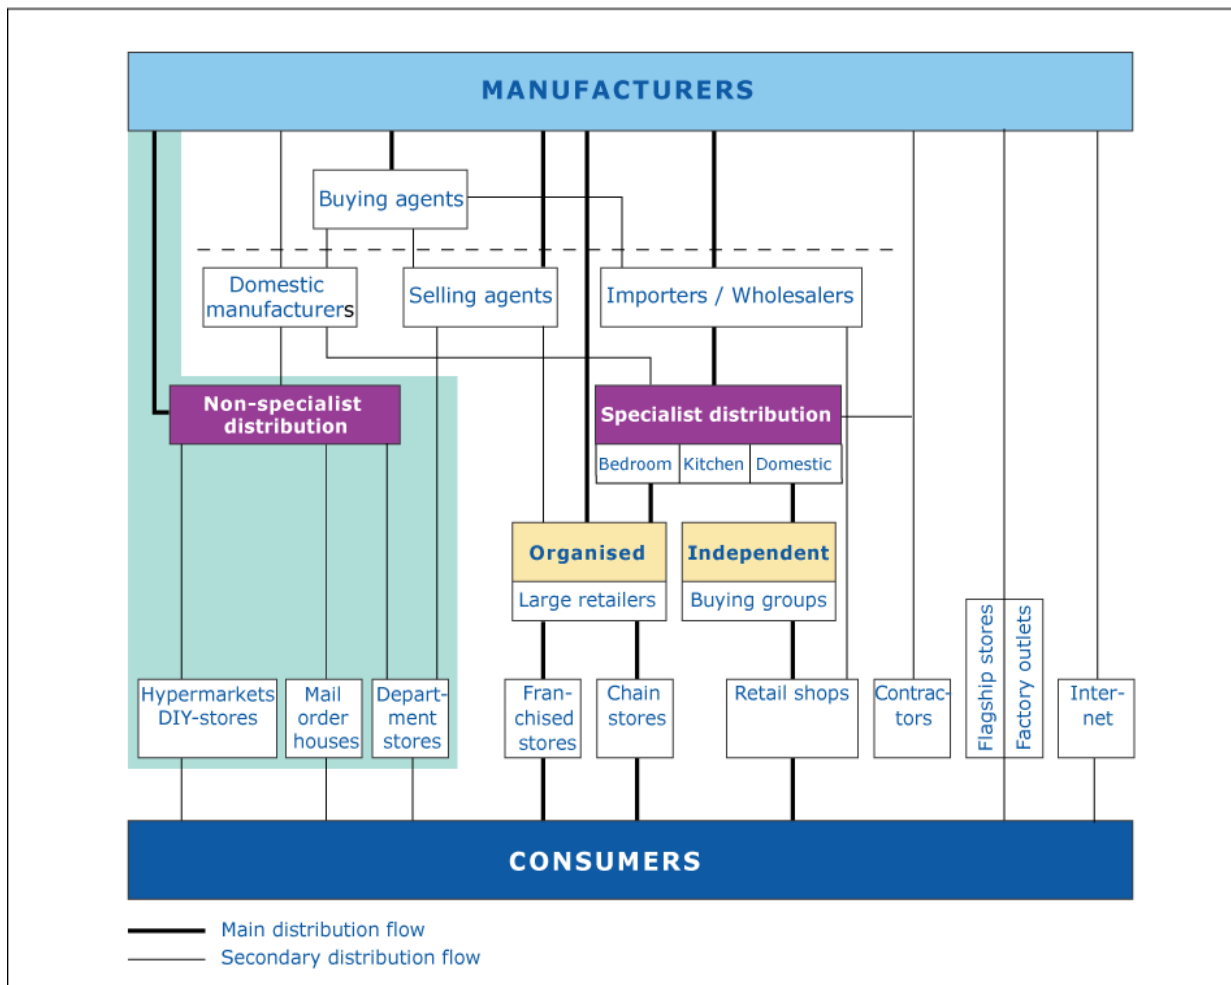 MANUFACTURERS
Buying agents
Domestic
manufacturers
Selling agents
Importers / Wholesalers
Non-specialist
distribution
Specialist distribution
Bedroom
Kitchen
Domestic
Organised
Large retailers
Independent
Buying groups
Hypermarkets
DIY-stores
Mail
order
houses
Depart-
ment
stores
Fran-
chised
stores
Chain
stores
Retail shops
Contrac-
tors
Flagship stores
Factory outlets
Inter-
net
CONSUMERS
Main distribution flow
Secondary distribution flow